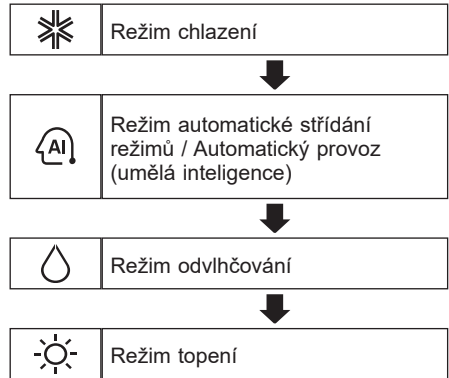 Režim chlazení
AI
Režim automatické střídání
režimů / Automatický provoz
(umělá inteligence)
Režim odvlhčování
Režim topení